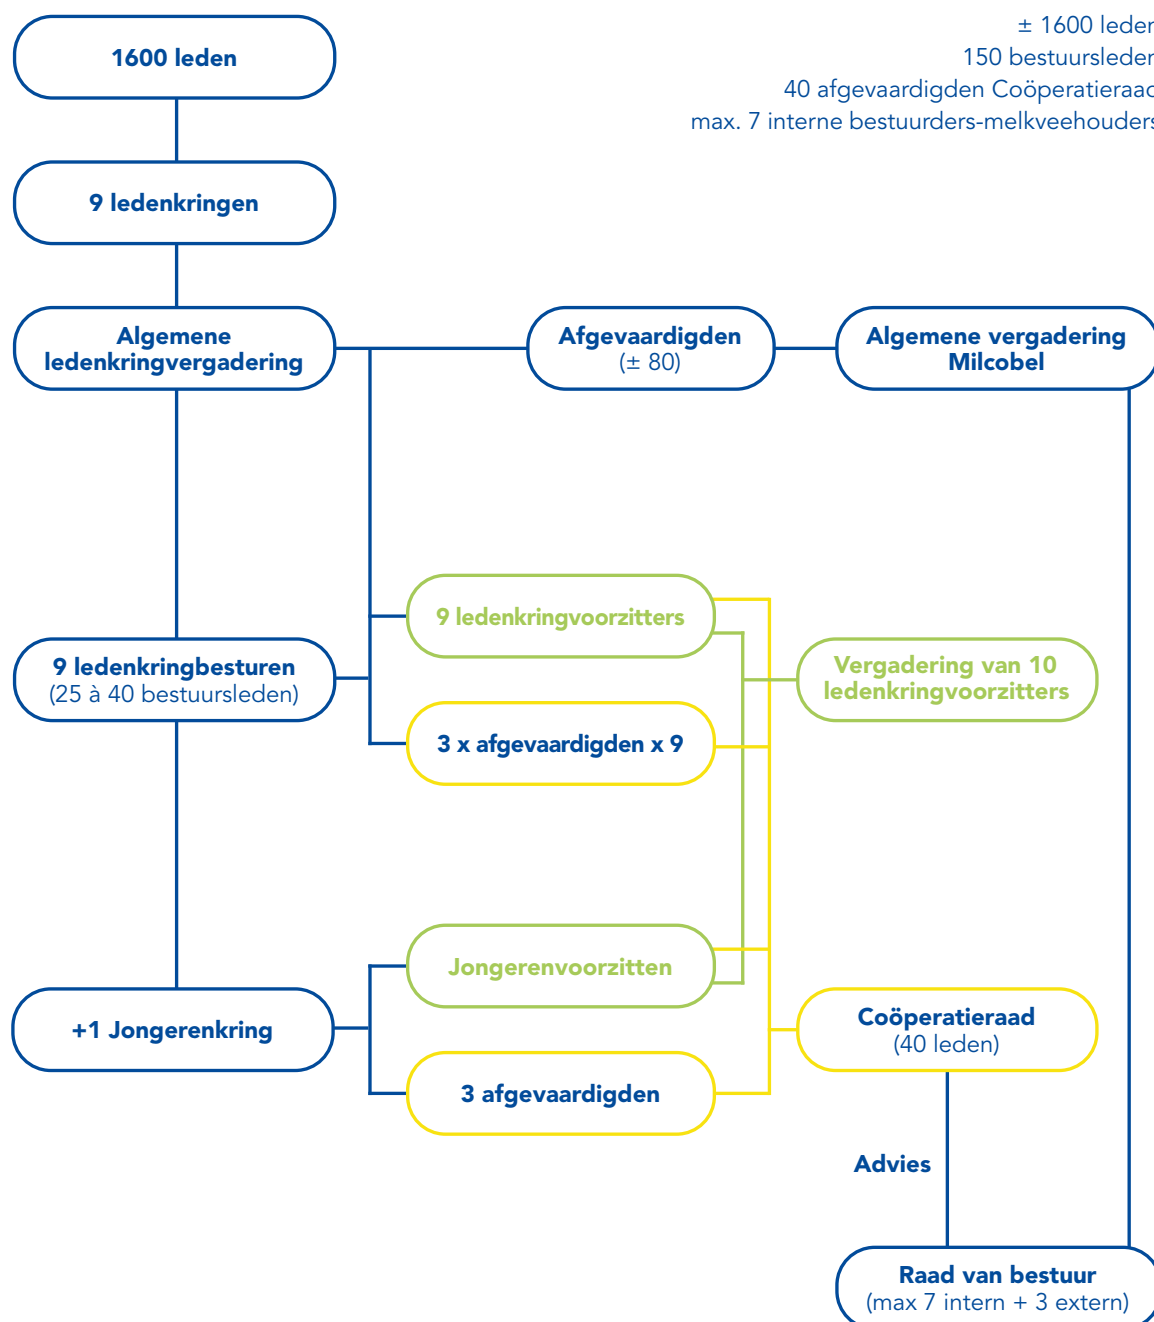 ± 1600 leden
150 bestuursleden
40 afgevaardigden Coöperatieraad
max. 7 interne bestuurders-melkveehouders
1600 leden
9 ledenkringen
Algemene
ledenkringvergadering
Afgevaardigden
(± 80)
Algemene vergadering
Milcobel
9 ledenkringvoorzitters
9 ledenkringbesturen
(25 à 40 bestuursleden)
Vergadering van 10
ledenkringvoorzitters
3 x afgevaardigden x 9
Jongerenvoorzitten
+1 Jongerenkring
Coöperatieraad
(40 leden)
3 afgevaardigden
Advies
Raad van bestuur
(max 7 intern + 3 extern)